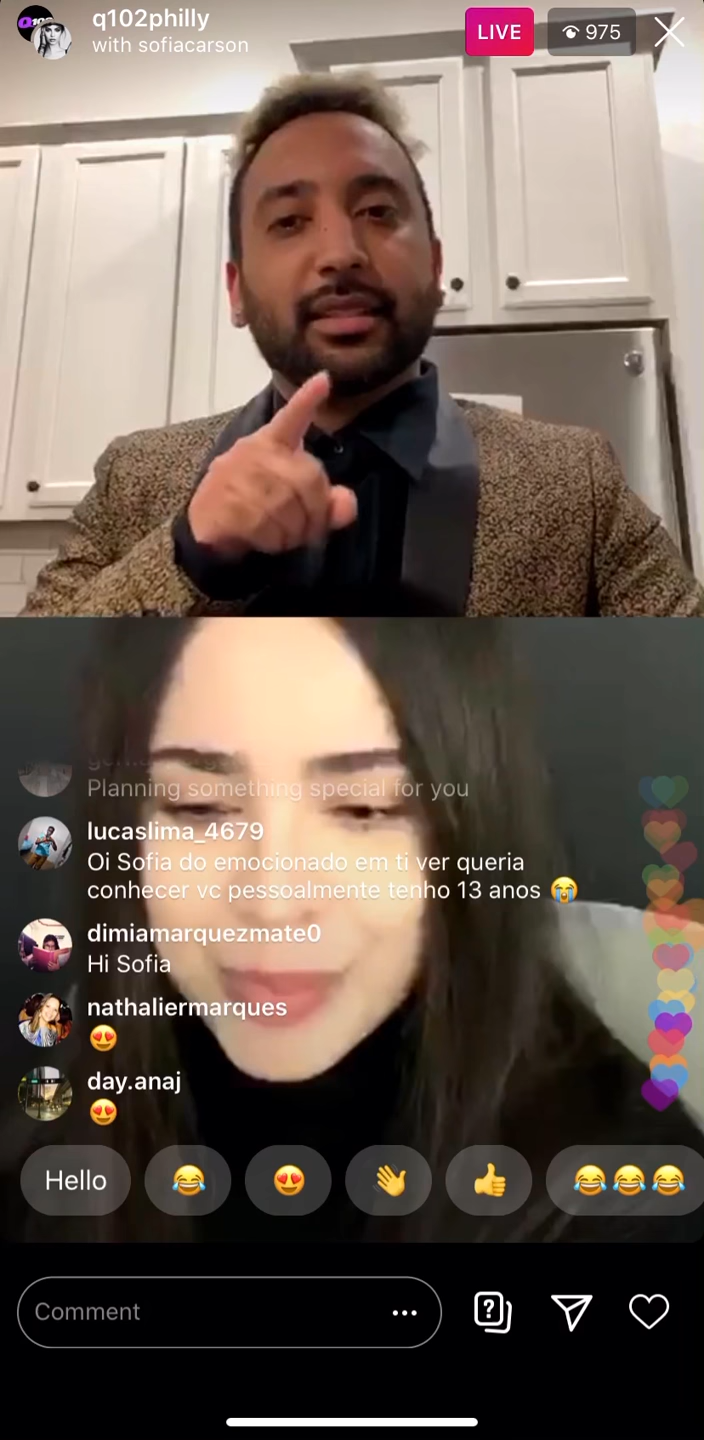 q102philly
with sofiacarson
LIVE
975
Planning something special for you
lucaslima_4679
Oi Sofia do emocionado em ti ver queria
conhecer vc pessoalmente tenho 13 anos 😭
dimiamarquezmate0
Hi Sofia
nathaliermarques
😍
day.anaj
😍
Hello 😂 😍 👋 👍 😂😂😂
Comment